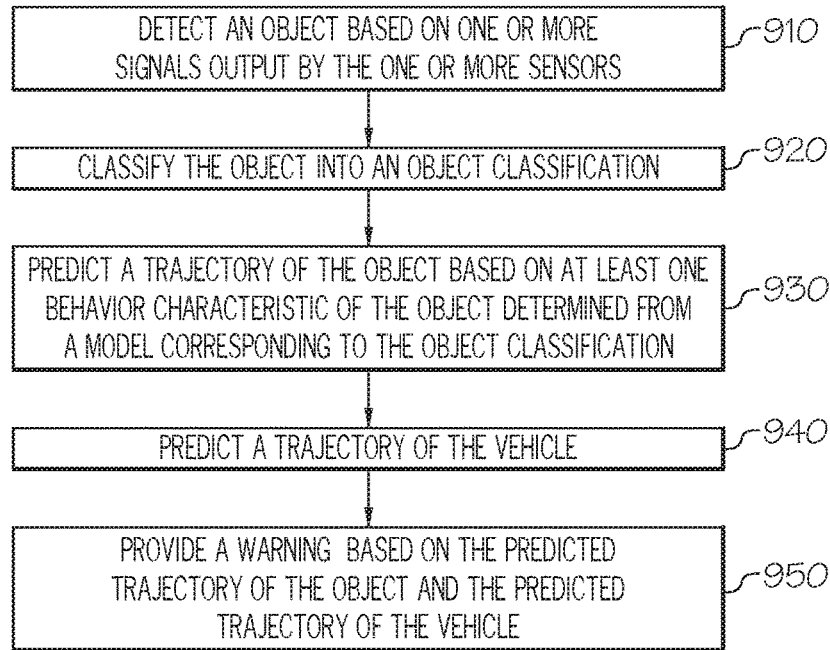 DETECT AN OBJECT BASED ON ONE OR MORE
SIGNALS OUTPUT BY THE ONE OR MORE SENSORS
910
CLASSIFY THE OBJECT INTO AN OBJECT CLASSIFICATION
920
PREDICT A TRAJECTORY OF THE OBJECT BASED ON AT LEAST ONE
BEHAVIOR CHARACTERISTIC OF THE OBJECT DETERMINED FROM
A MODEL CORRESPONDING TO THE OBJECT CLASSIFICATION
930
PREDICT A TRAJECTORY OF THE VEHICLE
940
PROVIDE A WARNING BASED ON THE PREDICTED
TRAJECTORY OF THE OBJECT AND THE PREDICTED
TRAJECTORY OF THE VEHICLE
950